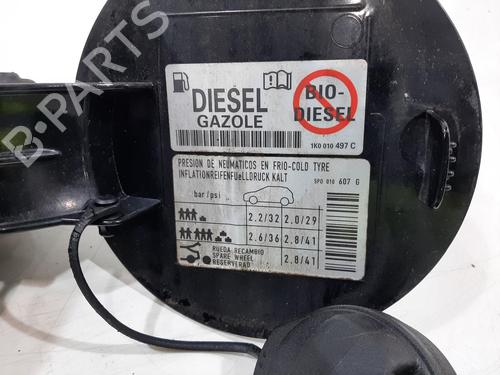 B-PARTS
DIESEL
GAZOLE
BIO-
DIESEL
1K0 010 497 C
PRESION DE NEUMATICOS EN FRIO-COLD TYRE
INFLATIONREIFENFUELLDRUCK KALT
5P0 010 607 G
bar/psi
2.2/32 2.0/29
2.6/36 2.8/41
RUEDA RECAMBIO
SPARE WHEEL
RESERVERAD
2.8/41